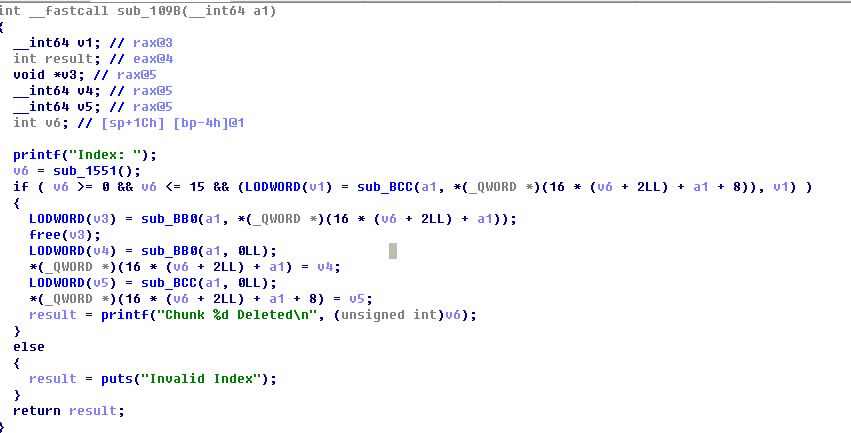 int __fastcall sub_109B(__int64 a1)
{
  __int64 v1; // rax@3
  int result; // eax@4
  void *v3; // rax@5
  __int64 v4; // rax@5
  __int64 v5; // rax@5
  int v6; // [sp+1Ch] [bp-4h]@1

  printf("Index: ");
  v6 = sub_1551();
  if ( v6 >= 0 && v6 <= 15 && (LODWORD(v1) = sub_BCC(a1, *(_QWORD *)(16 * (v6 + 2LL) + a1 + 8)), v1) )
  {
    LODWORD(v3) = sub_BB0(a1, *(_QWORD *)(16 * (v6 + 2LL) + a1));
    free(v3);
    LODWORD(v4) = sub_BB0(a1, 0LL);
    *(_QWORD *)(16 * (v6 + 2LL) + a1) = v4;
    LODWORD(v5) = sub_BCC(a1, 0LL);
    *(_QWORD *)(16 * (v6 + 2LL) + a1 + 8) = v5;
    result = printf("Chunk %d Deleted\n", (unsigned int)v6);
  }
  else
  {
    result = puts("Invalid Index");
  }
  return result;
}